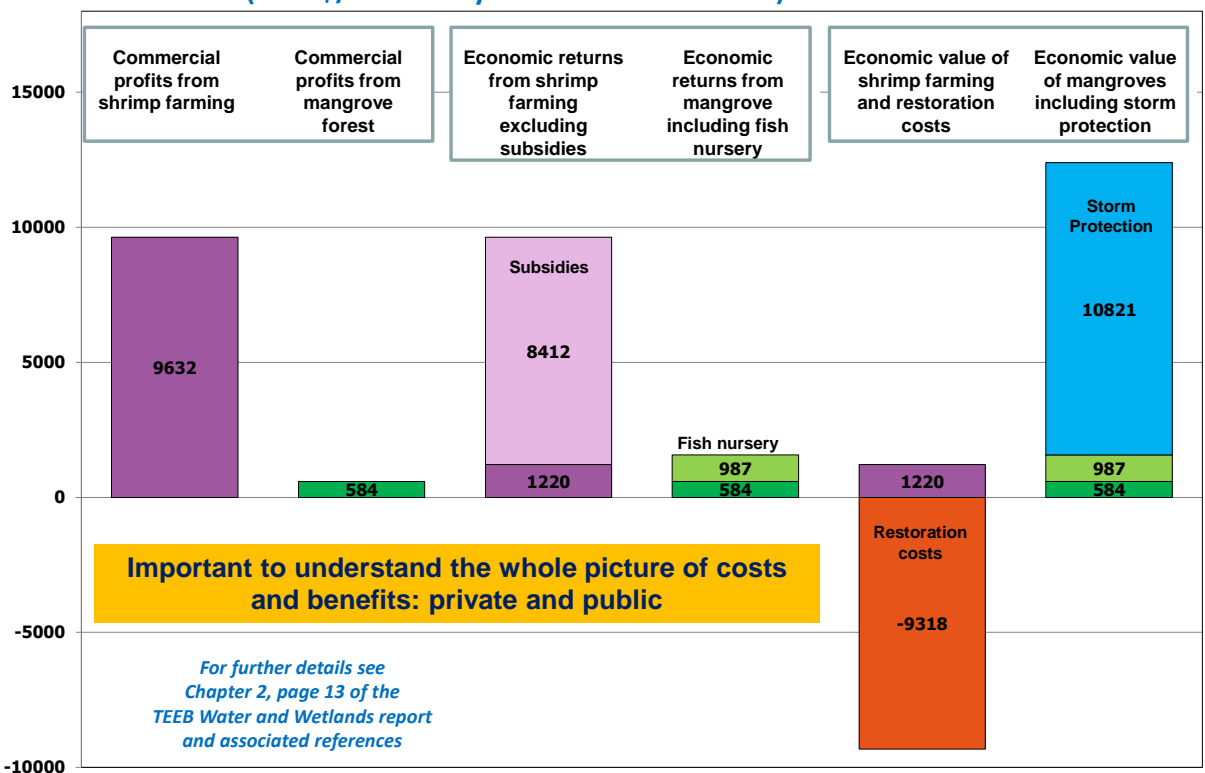 Commercial
profits from
shrimp farming
Commercial
profits from
mangrove
forest
Economic returns
from shrimp
farming
excluding
subsidies
Economic
returns from
mangrove
including fish
nursery
Economic value of
shrimp farming
and restoration
costs
Economic value
of mangroves
including storm
protection
15000
10000
5000
0
-5000
-10000
9632
584
Subsidies
8412
1220
Fish nursery
987
584
1220
Restoration
costs
-9318
Storm
Protection
10821
987
584
Important to understand the whole picture of costs
and benefits: private and public
For further details see
Chapter 2, page 13 of the
TEEB Water and Wetlands report
and associated references